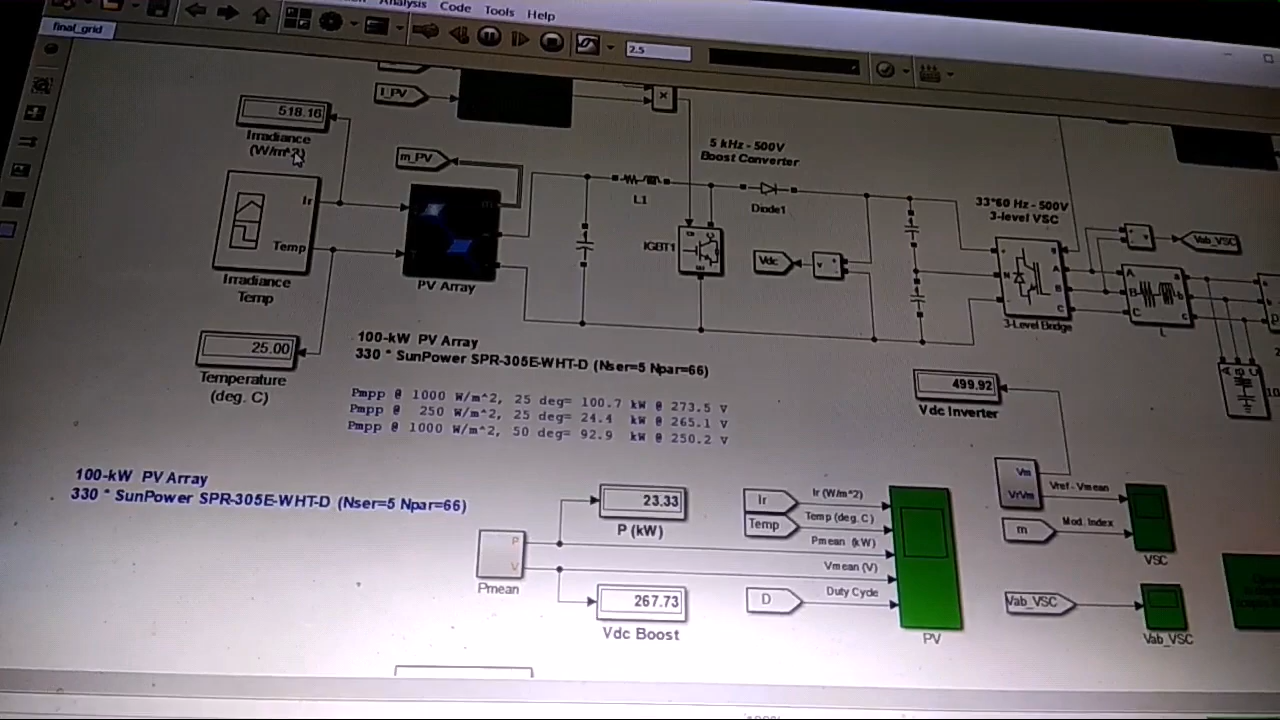 Analysis Code Tools Help
final_grid
2.5
I_PV
518.16
Irradiance
(W/m^2)
m_PV
Ir
Temp
Irradiance
Temp
PV Array
25.00
Temperature
(deg. C)
5 kHz - 500V
Boost Converter
L1
Diode1
IGBT1
Vdc
33*60 Hz - 500V
3-level VSC
3-Level Bridge
Vab_VSC
A
B
C
L
100-kW PV Array
330 * SunPower SPR-305E-WHT-D (Nser=5 Npar=66)
Pmpp @ 1000 W/m^2, 25 deg= 100.7 kW @ 273.5 V
Pmpp @ 250 W/m^2, 25 deg= 24.4 kW @ 265.1 V
Pmpp @ 1000 W/m^2, 50 deg= 92.9 kW @ 250.2 V
499.92
Vdc Inverter
100-kW PV Array
330 * SunPower SPR-305E-WHT-D (Nser=5 Npar=66)
P
V
Pmean
23.33
P (kW)
267.73
Vdc Boost
Ir
Temp
D
Ir (W/m^2)
Temp (deg. C)
Pmean (kW)
Vmean (V)
Duty Cycle
PV
Vm
Vr/Vm
m
Vref - Vmean
Mod. Index
VSC
Vab_VSC
Vab_VSC